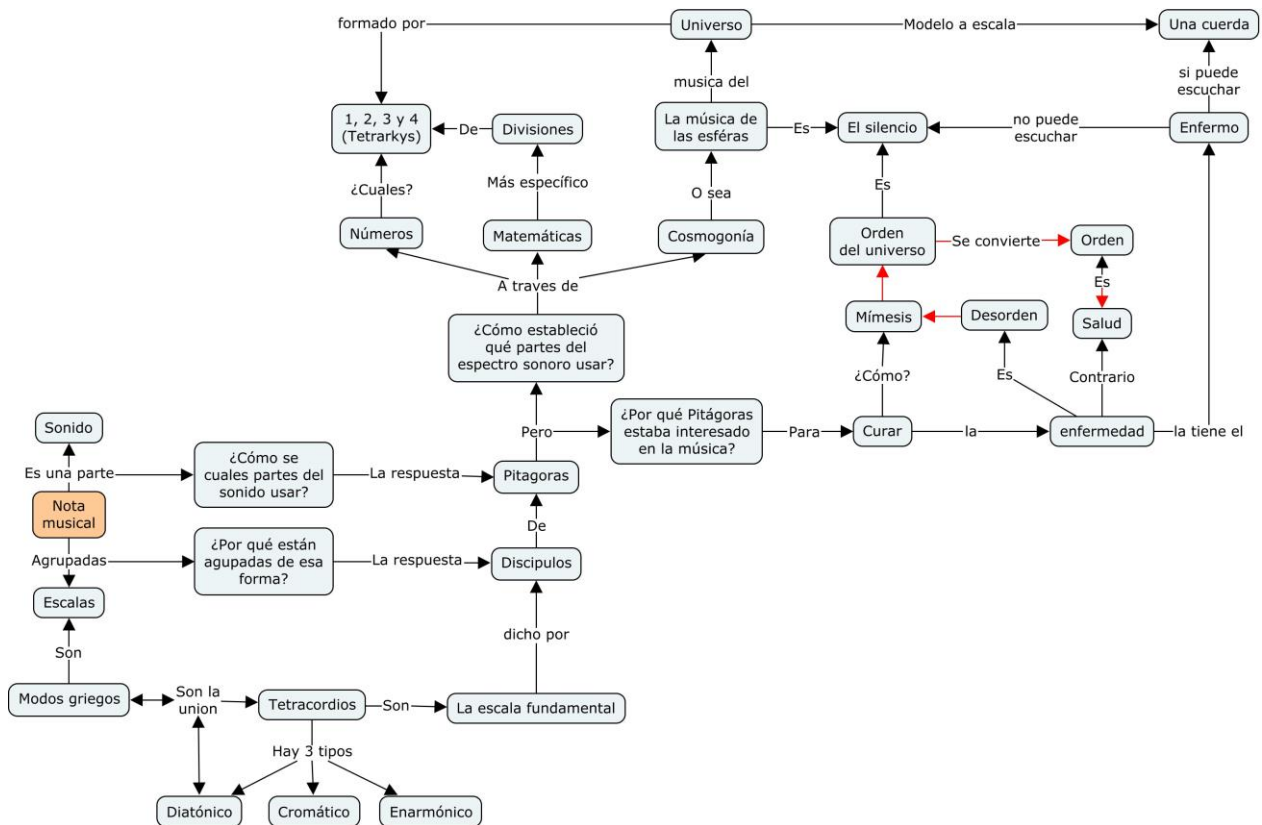 formado por
Universo
Modelo a escala
Una cuerda
musica del
si puede
escuchar
1, 2, 3 y 4
(Tetrarkys)
De
Divisiones
La música de
las esféras
Es
El silencio
no puede
escuchar
Enfermo
¿Cuales?
Más específico
O sea
Es
Números
Matemáticas
Cosmogonía
Orden
del universo
Se convierte
Orden
A traves de
Es
Mímesis
Desorden
Salud
¿Cómo estableció
qué partes del
espectro sonoro usar?
¿Cómo?
Es
Contrario
Sonido
Pero
¿Por qué Pitágoras
estaba interesado
en la música?
Para
Curar
la
enfermedad
la tiene el
Es una parte
¿Cómo se
cuales partes del
sonido usar?
La respuesta
Pitagoras
Nota
musical
De
Agrupadas
¿Por qué están
agupadas de esa
forma?
La respuesta
Discipulos
Escalas
dicho por
Son
Modos griegos
Son la
union
Tetracordios
Son
La escala fundamental
Hay 3 tipos
Diatónico
Cromático
Enarmónico